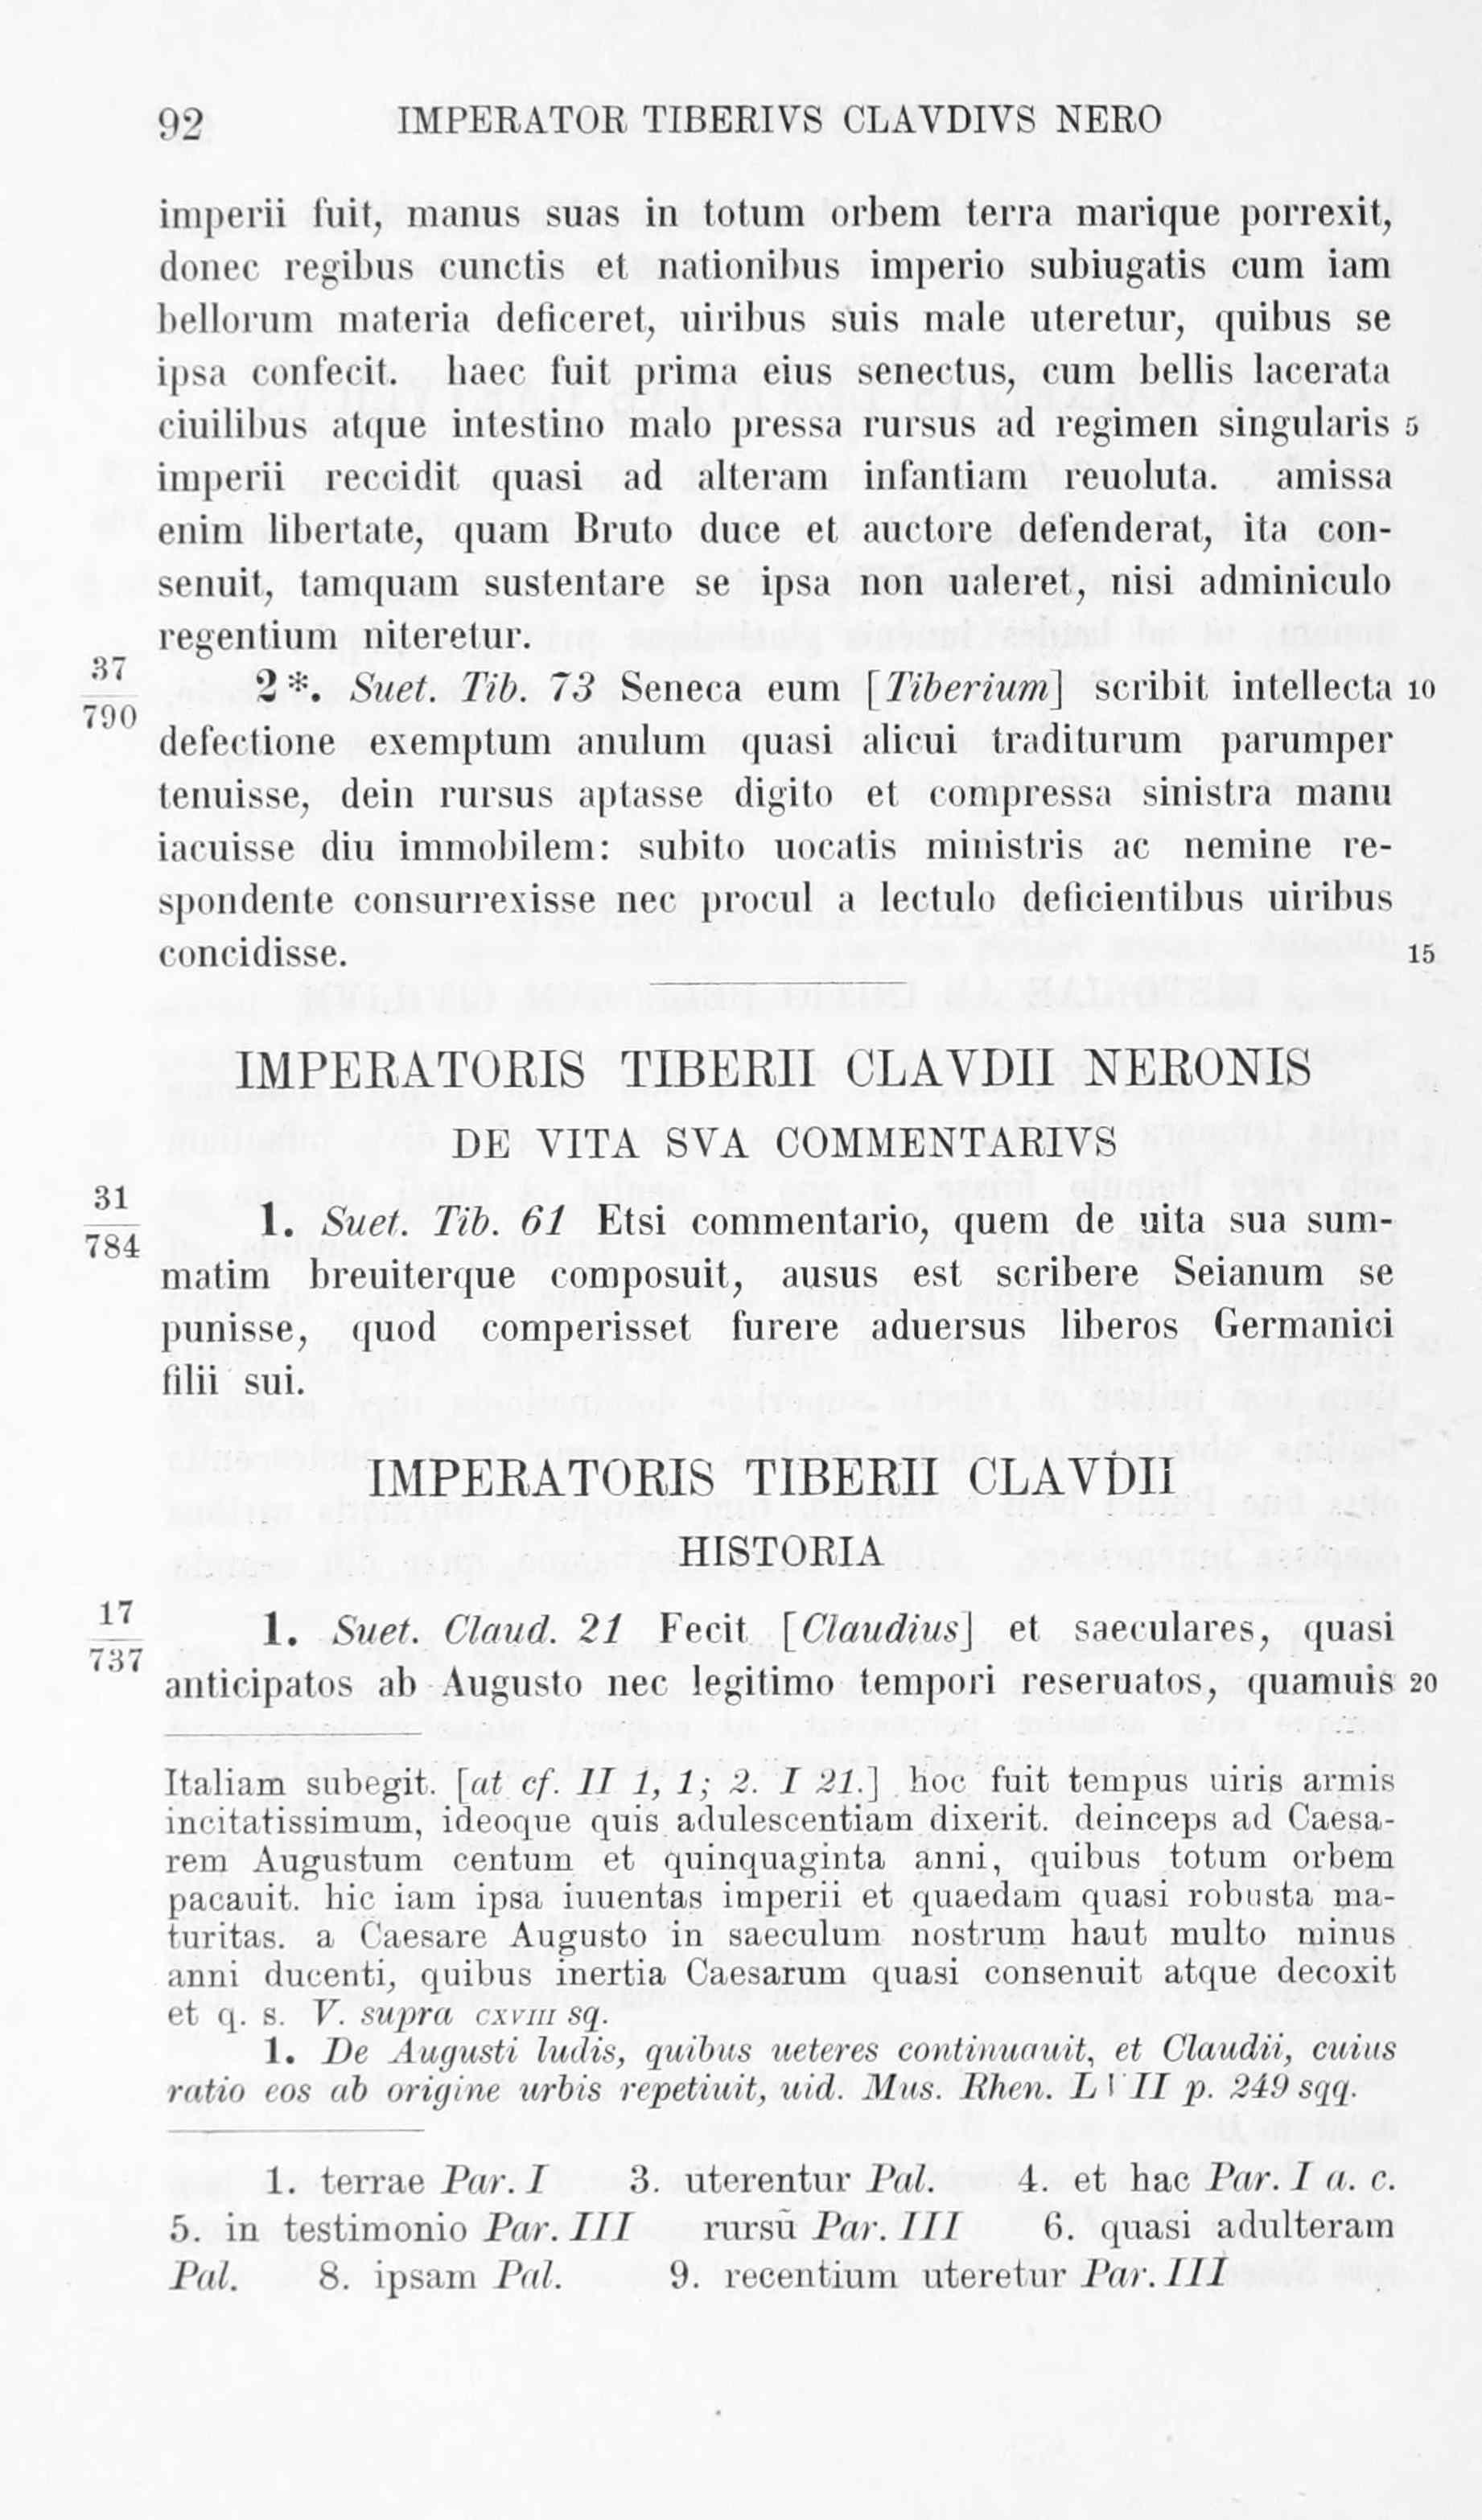 92 IMPERATOR TIBERIVS CLAVDIVS NERO
imperii fuit, manus suas in totum orbem terra marique porrexit,
donec regibus cunctis et nationibus imperio subiugatis cum iam
bellorum materia deficeret, uiribus suis male uteretur, quibus se
ipsa confecit. haec fuit prima eius senectus, cum bellis lacerata
ciuilibus atque intestino malo pressa rursus ad regimen singularis 5
imperii reccidit quasi ad alteram infantiam reuoluta. amissa
enim libertate, quam Bruto duce et auctore defenderat, ita con-
senuit, tamquam sustentare se ipsa non ualeret, nisi adminiculo
regentium niteretur.
37
790
2*. Suet. Tib. 73 Seneca eum [Tiberium] scribit intellecta 10
defectione exemptum anulum quasi alicui traditurum parumper
tenuisse, dein rursus aptasse digito et compressa sinistra manu
iacuisse diu immobilem: subito uocatis ministris ac nemine re-
spondente consurrexisse nec procul a lectulo deficientibus uiribus
concidisse. 15
IMPERATORIS TIBERII CLAVDII NERONIS
DE VITA SVA COMMENTARIVS
31
784
1. Suet. Tib. 61 Etsi commentario, quem de uita sua sum-
matim breuiterque composuit, ausus est scribere Seianum se
punisse, quod comperisset furere aduersus liberos Germanici
filii sui.
IMPERATORIS TIBERII CLAVDII
HISTORIA
17
737
1. Suet. Claud. 21 Fecit [Claudius] et saeculares, quasi
anticipatos ab Augusto nec legitimo tempori reseruatos, quamuis 20
Italiam subegit. [at cf. II 1, 1; 2. I 21.] hoc fuit tempus uiris armis
incitatissimum, ideoque quis adulescentiam dixerit. deinceps ad Caesa-
rem Augustum centum et quinquaginta anni, quibus totum orbem
pacauit. hic iam ipsa iuuentas imperii et quaedam quasi robusta ma-
turitas. a Caesare Augusto in saeculum nostrum haut multo minus
anni ducenti, quibus inertia Caesarum quasi consenuit atque decoxit
et q. s. V. supra CXVIII sq.
1. De Augusti ludis, quibus ueteres continuauit, et Claudii, cuius
ratio eos ab origine urbis repetiuit, uid. Mus. Rhen. LVII p. 249 sqq.
1. terrae Par. I 3. uterentur Pal. 4. et hac Par. I a. c.
5. in testimonio Par. III rursū Par. III 6. quasi adulteram
Pal. 8. ipsam Pal. 9. recentium uteretur Par. III